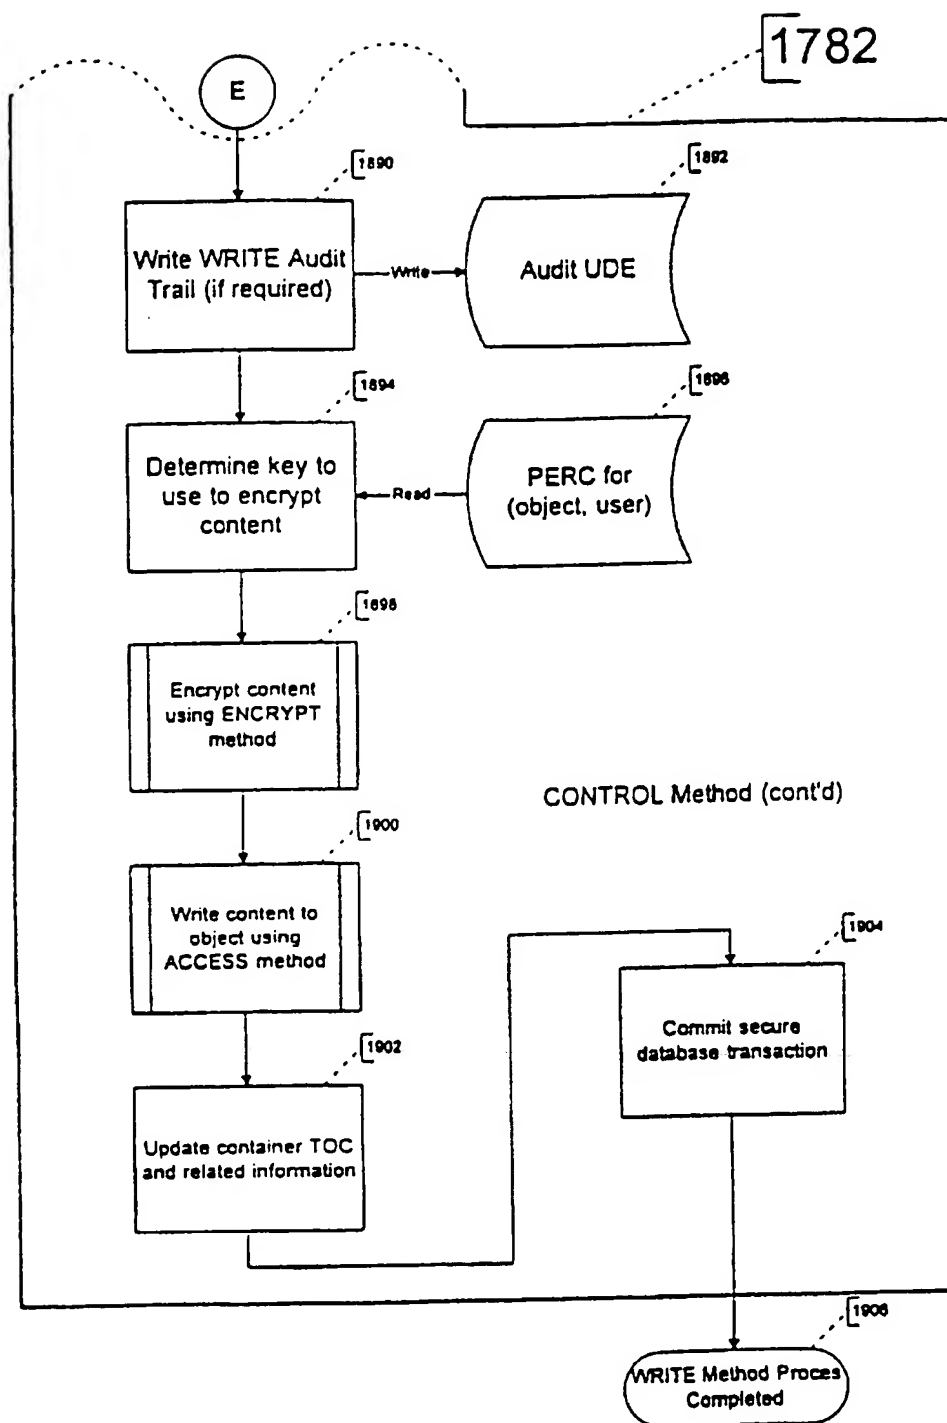 1782
E
1890
Write WRITE Audit
Trail (if required)
Write
1892
Audit UDE
1894
Determine key to
use to encrypt
content
Read
1896
PERC for
(object, user)
1898
Encrypt content
using ENCRYPT
method
CONTROL Method (cont'd)
1900
Write content to
object using
ACCESS method
1902
Update container TOC
and related information
1904
Commit secure
database transaction
1906
WRITE Method Proces
Completed